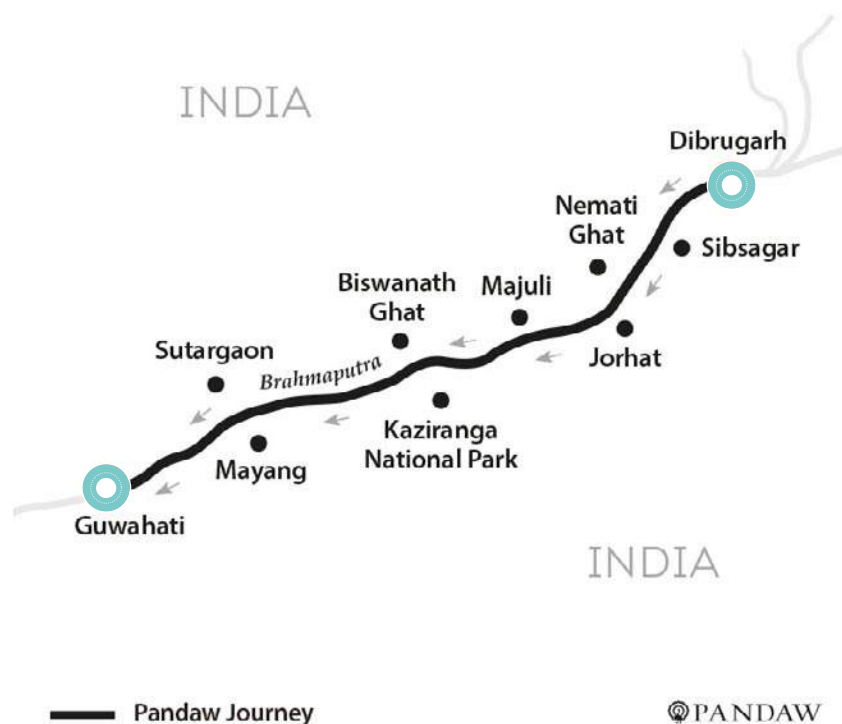 INDIA
Dibrugarh
Nemati
Ghat
Sibsagar
Biswanath
Ghat
Majuli
Sutargaon
Brahmaputra
Jorhat
Kaziranga
National Park
Mayang
Guwahati
INDIA
Pandaw Journey
PANDAW